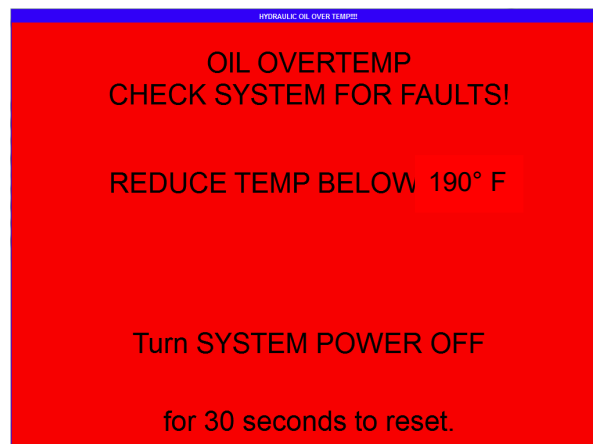 HYDRAULIC OIL OVER TEMP!!!
OIL OVERTEMP
CHECK SYSTEM FOR FAULTS!
REDUCE TEMP BELOW 190° F
Turn SYSTEM POWER OFF
for 30 seconds to reset.